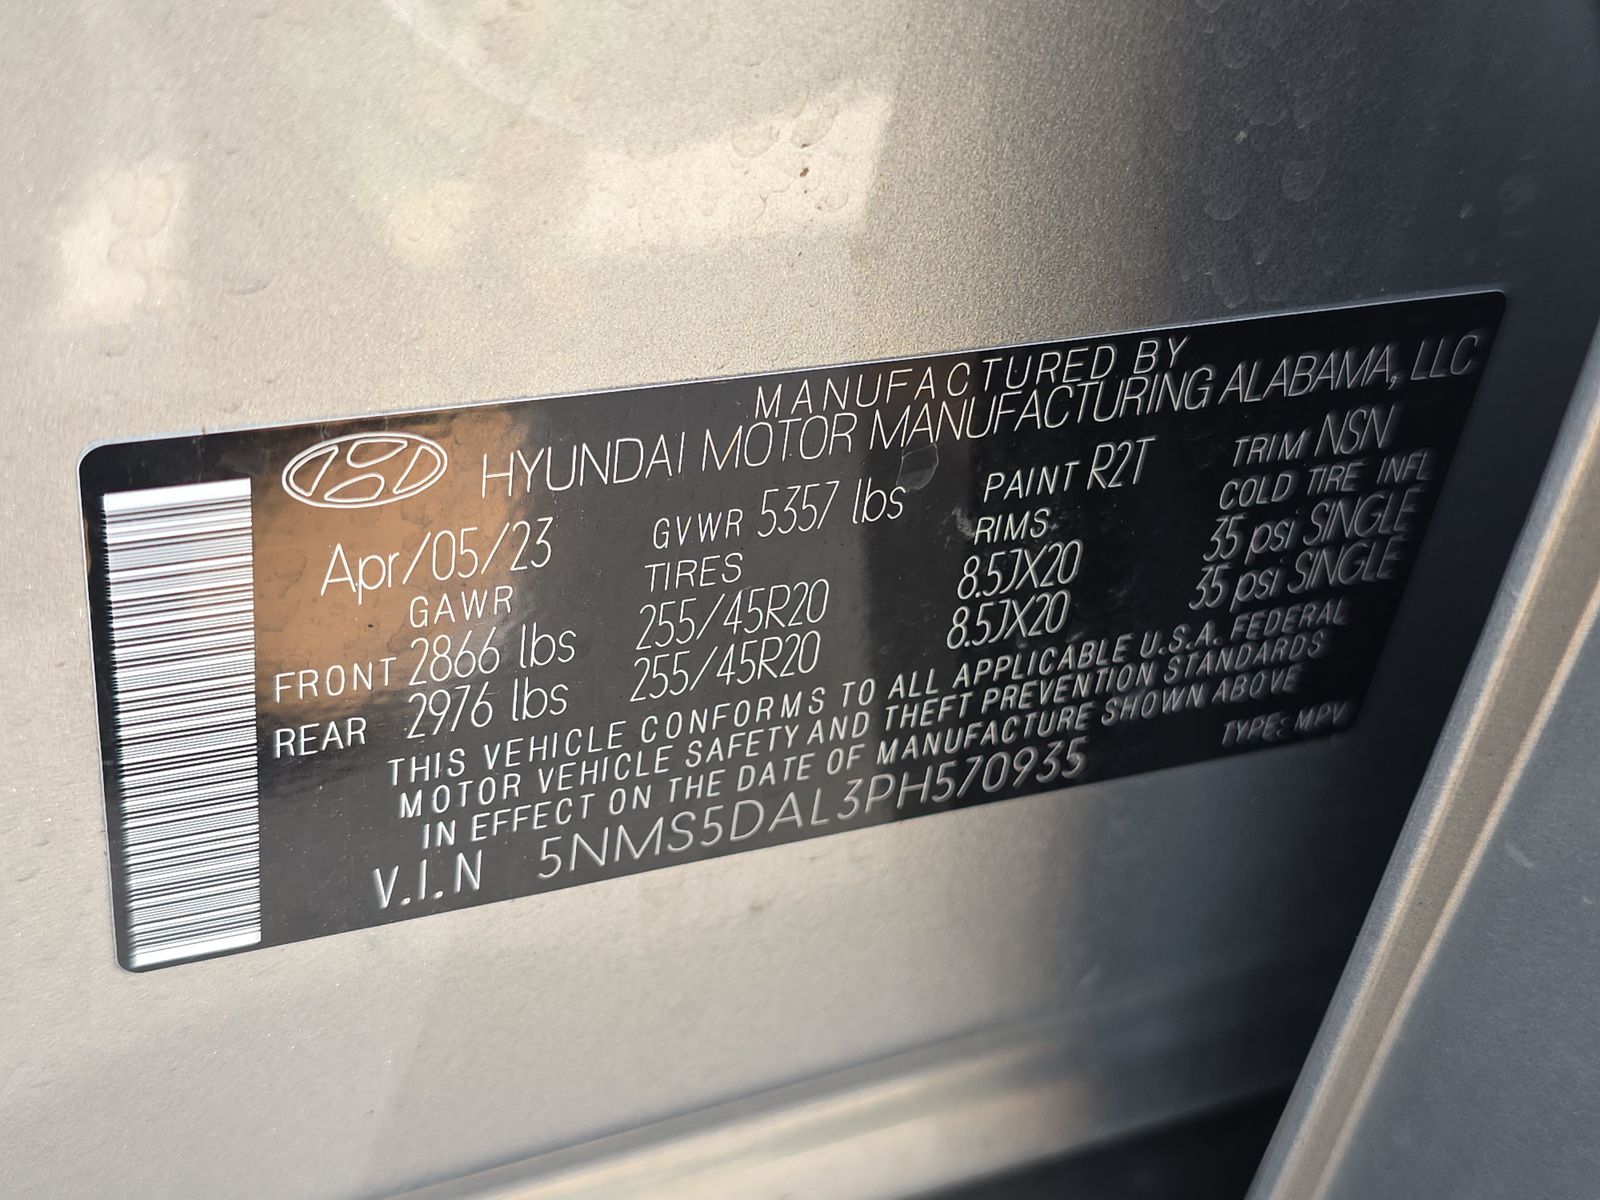 MANUFACTURED BY
HYUNDAI MOTOR MANUFACTURING ALABAMA, LLC
Apr/05/23 GVWR 5357 lbs PAINT R2T TRIM NSN
GAWR TIRES RIMS COLD TIRE INFL
FRONT 2866 lbs 255/45R20 8.5JX20 35 psi SINGLE
REAR 2976 lbs 255/45R20 8.5JX20 35 psi SINGLE
THIS VEHICLE CONFORMS TO ALL APPLICABLE U.S.A. FEDERAL
MOTOR VEHICLE SAFETY AND THEFT PREVENTION STANDARDS
IN EFFECT ON THE DATE OF MANUFACTURE SHOWN ABOVE
V.I.N 5NMS5DAL3PH570935 TYPE: MPV